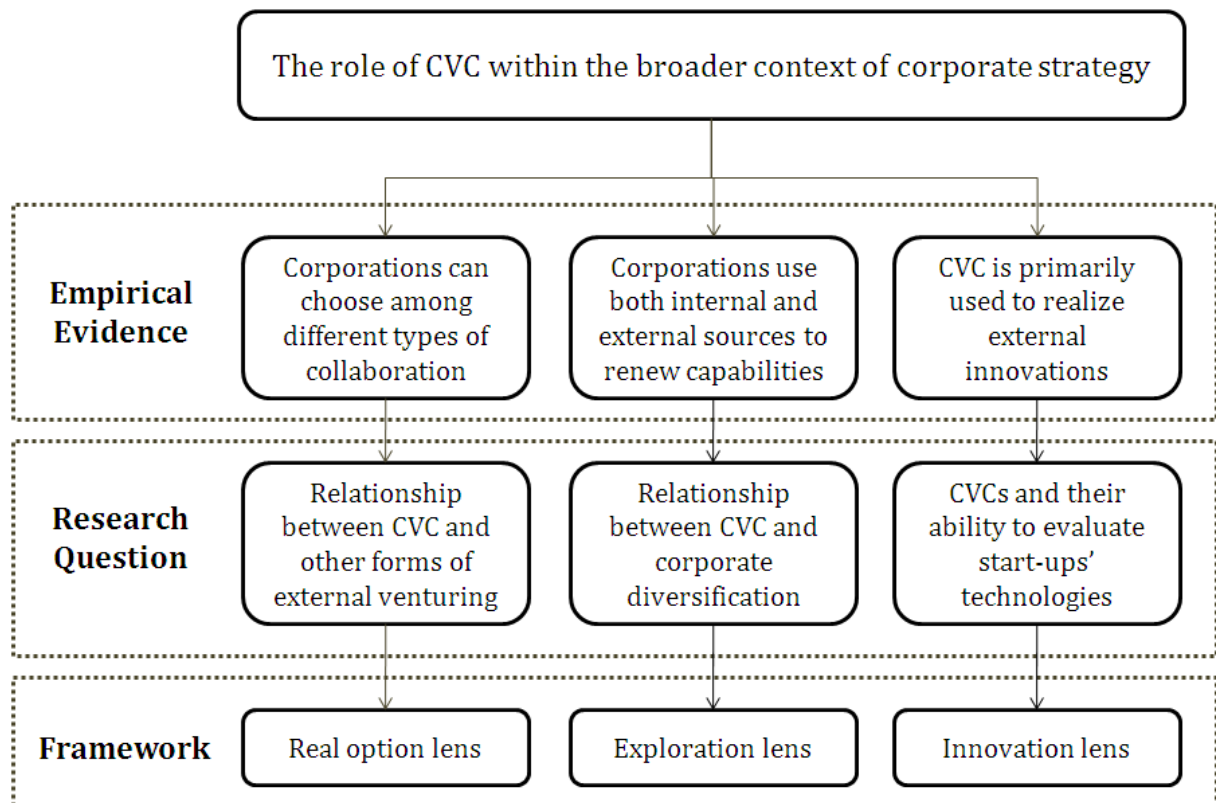 The role of CVC within the broader context of corporate strategy
Empirical
Evidence
Corporations can
choose among
different types of
collaboration
Corporations use
both internal and
external sources to
renew capabilities
CVC is primarily
used to realize
external
innovations
Research
Question
Relationship
between CVC and
other forms of
external venturing
Relationship
between CVC and
corporate
diversification
CVCs and their
ability to evaluate
start-ups’
technologies
Framework
Real option lens
Exploration lens
Innovation lens